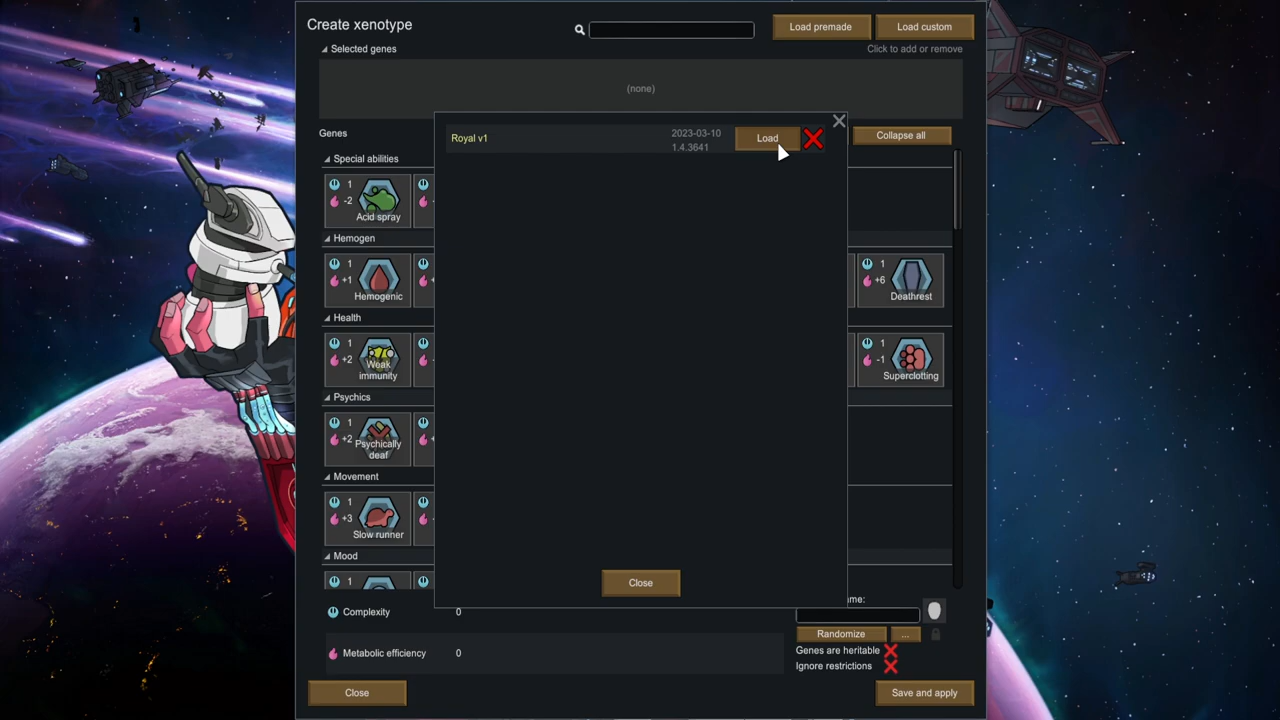 Create xenotype
Load premade
Load custom
Selected genes
Click to add or remove
(none)
Genes
Collapse all
Royal v1
2023-03-10
1.4.3641
Load
Special abilities
1
-2
Acid spray
Hemogen
1
+1
Hemogenic
1
+6
Deathrest
Health
1
+2
Weak
immunity
1
-1
Superclotting
Psychics
1
+2
Psychically
deaf
Movement
1
+3
Slow runner
Mood
1
Close
Complexity
0
me:
Randomize
...
Metabolic efficiency
0
Genes are heritable
Ignore restrictions
Close
Save and apply